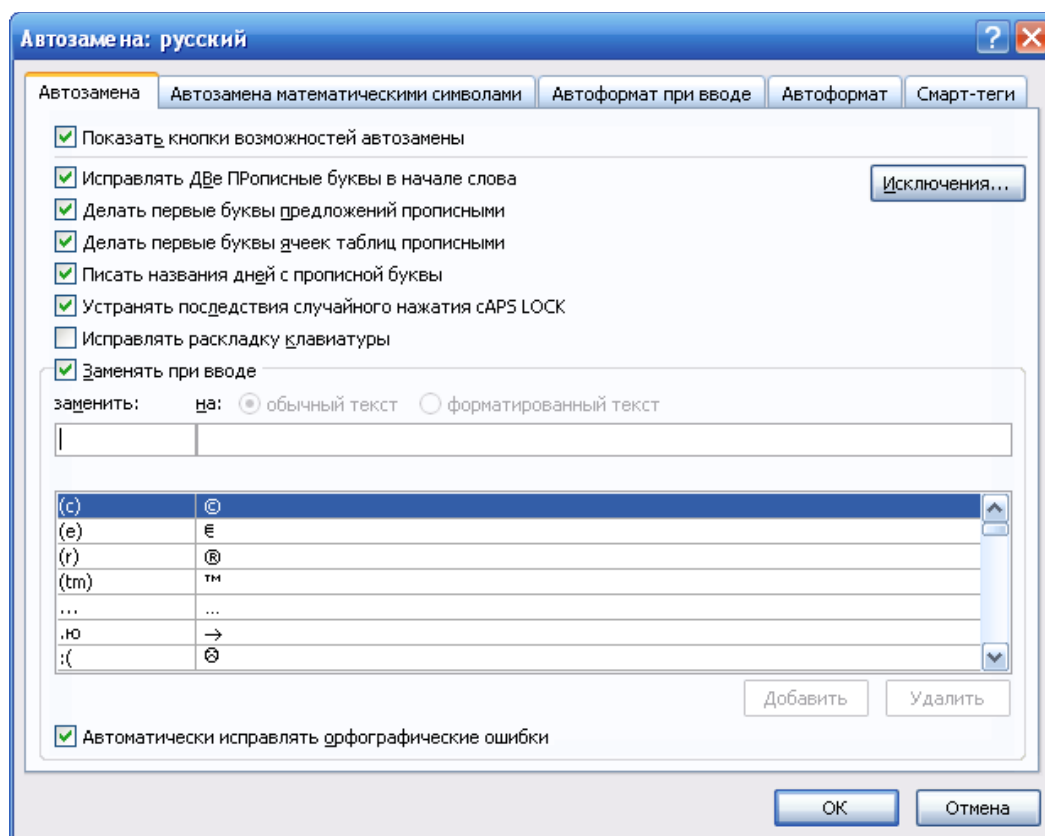 Автозамена: русский
Автозамена Автозамена математическими символами Автоформат при вводе Автоформат Смарт-теги
Показать кнопки возможностей автозамены
Исправлять ДВе ПРописные буквы в начале слова
Исключения...
Делать первые буквы предложений прописными
Делать первые буквы ячеек таблиц прописными
Писать названия дней с прописной буквы
Устранять последствия случайного нажатия cAPS LOCK
Исправлять раскладку клавиатуры
Заменять при вводе
заменить: на: обычный текст форматированный текст
(c) ©
(e) €
(r) ®
(tm) ™
... …
.ю →
:( ☹
Добавить Удалить
Автоматически исправлять орфографические ошибки
ОК Отмена